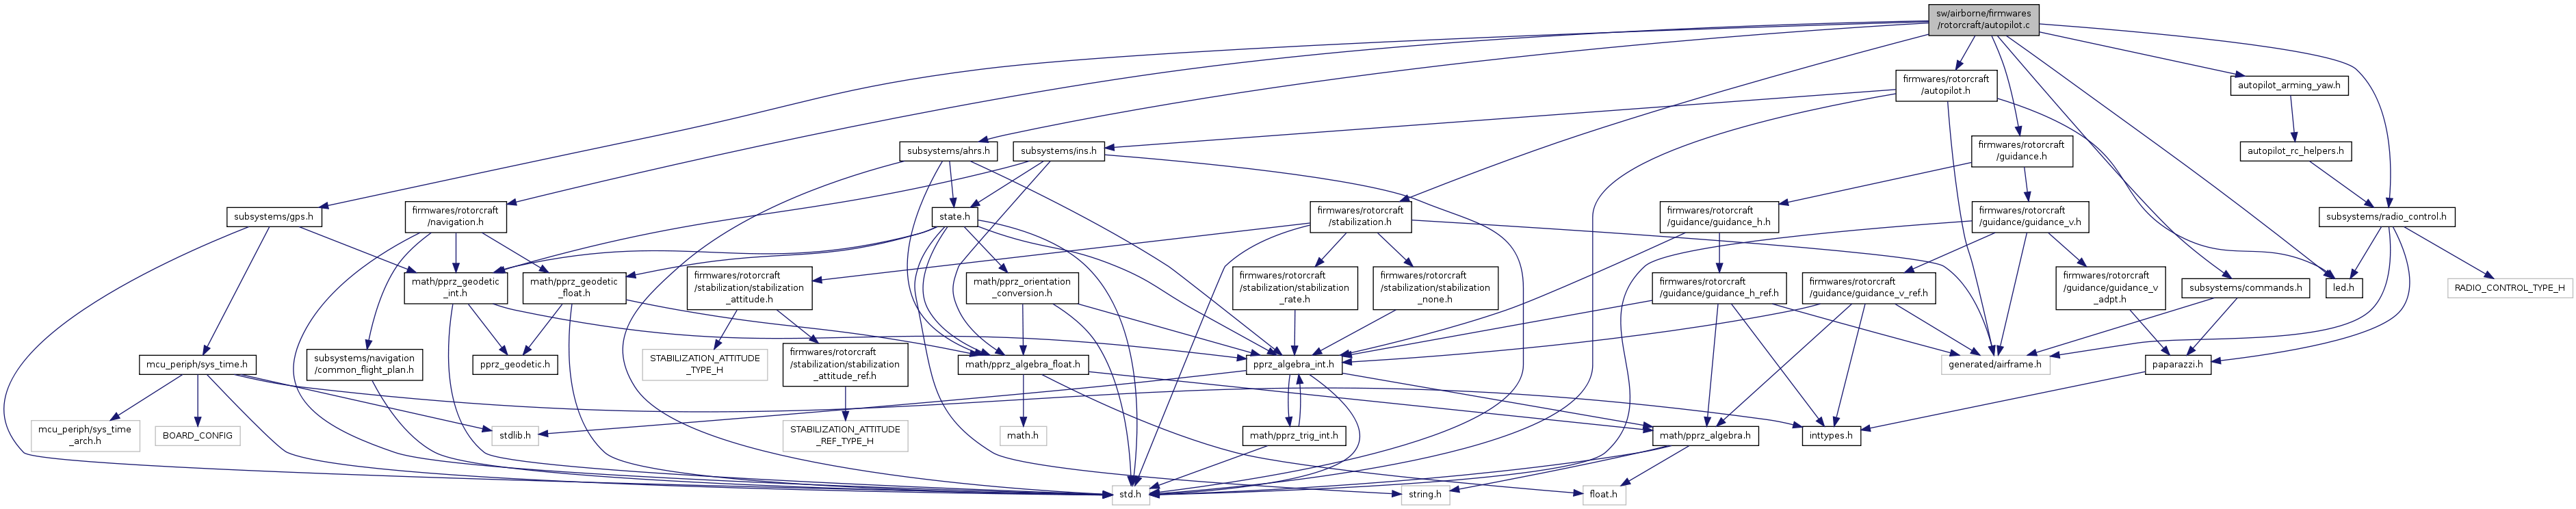 sw/airborne/firmwares
/rotorcraft/autopilot.c
firmwares/rotorcraft
/autopilot.h
autopilot_arming_yaw.h
subsystems/ahrs.h
subsystems/ins.h
firmwares/rotorcraft
/guidance.h
autopilot_rc_helpers.h
subsystems/gps.h
firmwares/rotorcraft
/navigation.h
state.h
firmwares/rotorcraft
/stabilization.h
firmwares/rotorcraft
/guidance/guidance_h.h
firmwares/rotorcraft
/guidance/guidance_v.h
subsystems/radio_control.h
math/pprz_geodetic
_int.h
math/pprz_geodetic
_float.h
firmwares/rotorcraft
/stabilization/stabilization
_attitude.h
math/pprz_orientation
_conversion.h
firmwares/rotorcraft
/stabilization/stabilization
_rate.h
firmwares/rotorcraft
/stabilization/stabilization
_none.h
firmwares/rotorcraft
/guidance/guidance_h_ref.h
firmwares/rotorcraft
/guidance/guidance_v_ref.h
firmwares/rotorcraft
/guidance/guidance_v
_adpt.h
subsystems/commands.h
led.h
RADIO_CONTROL_TYPE_H
mcu_periph/sys_time.h
subsystems/navigation
/common_flight_plan.h
pprz_geodetic.h
STABILIZATION_ATTITUDE
_TYPE_H
firmwares/rotorcraft
/stabilization/stabilization
_attitude_ref.h
math/pprz_algebra_float.h
pprz_algebra_int.h
generated/airframe.h
paparazzi.h
mcu_periph/sys_time
_arch.h
BOARD_CONFIG
stdlib.h
STABILIZATION_ATTITUDE
_REF_TYPE_H
math.h
math/pprz_trig_int.h
math/pprz_algebra.h
inttypes.h
std.h
string.h
float.h